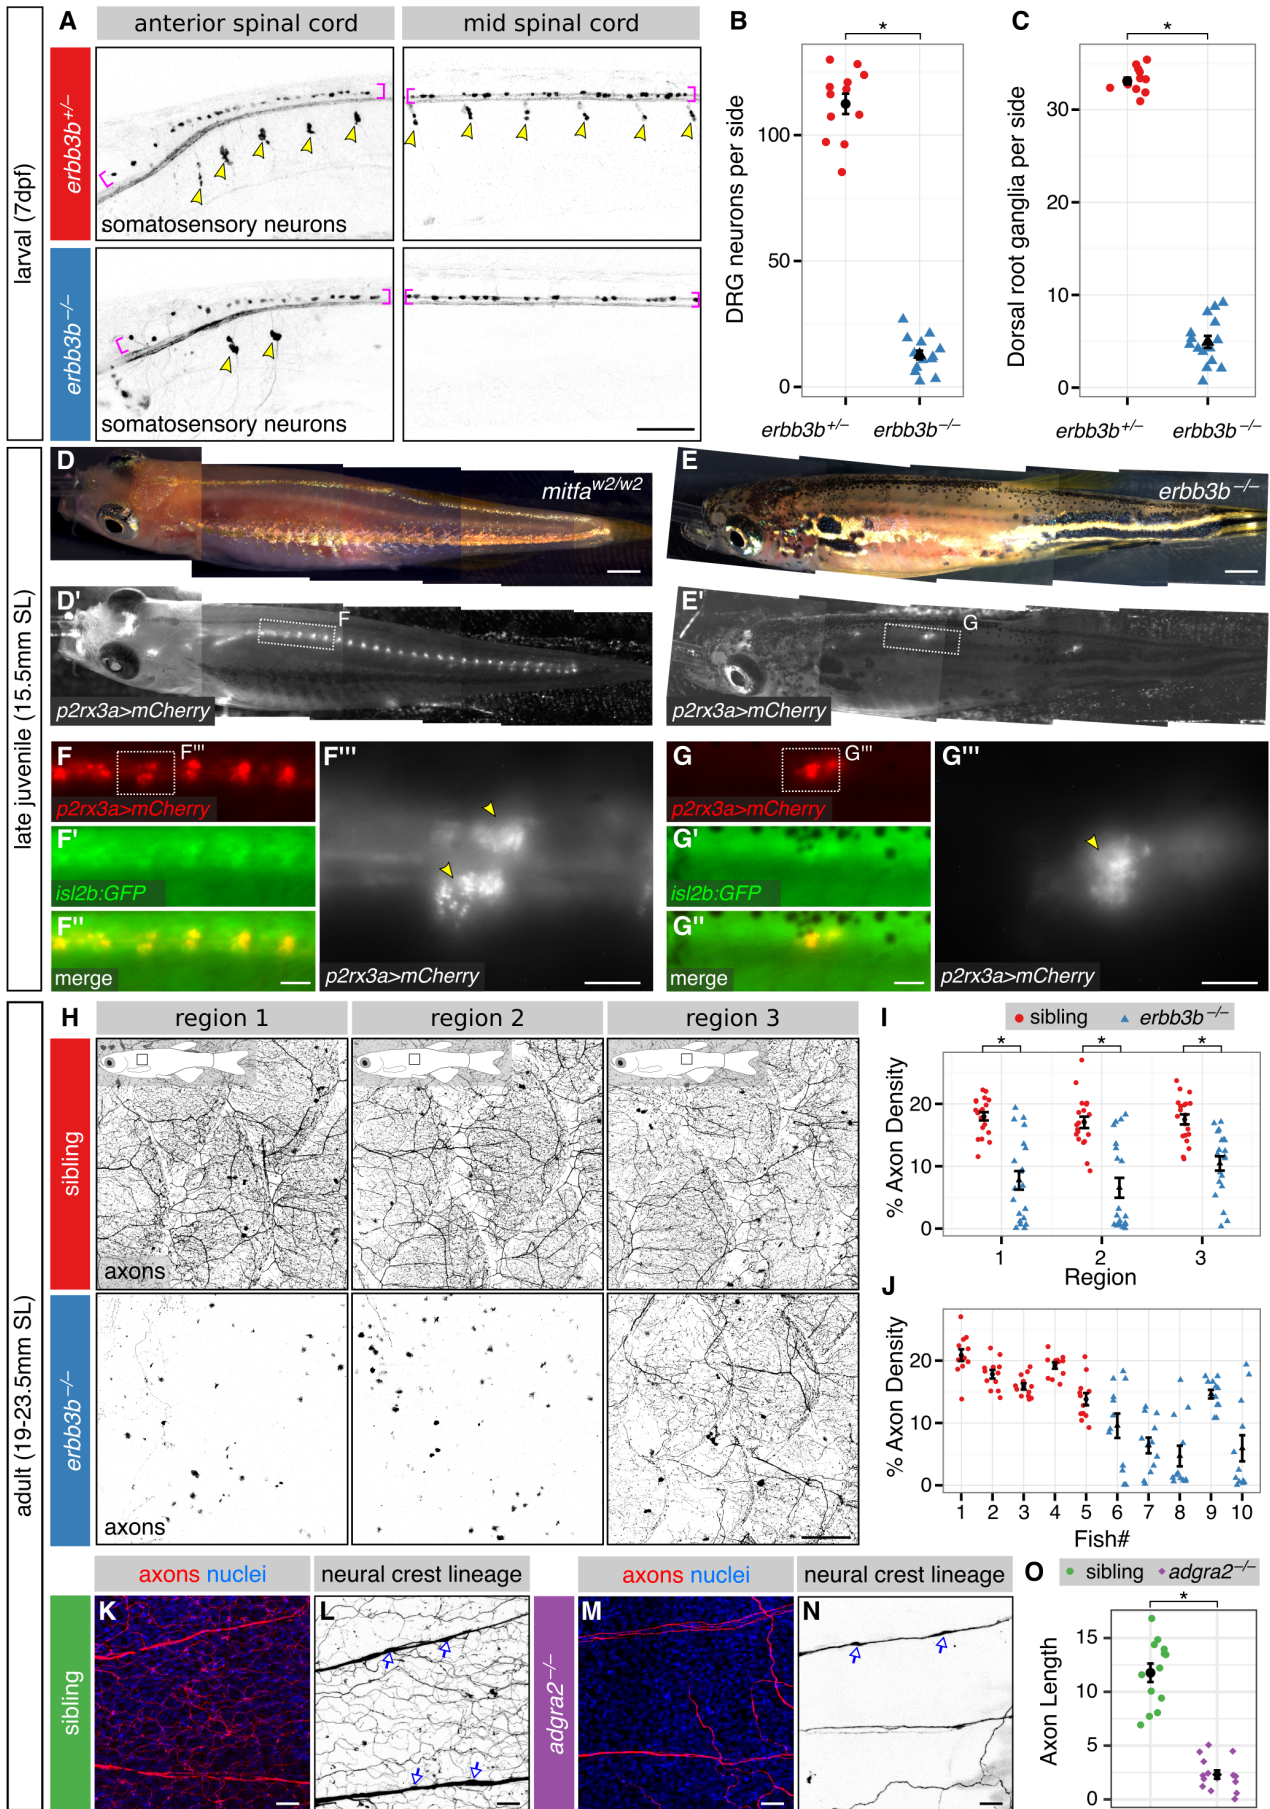 A
anterior spinal cord
mid spinal cord
larval (7dpf)
erbb3b+/–
somatosensory neurons
erbb3b–/–
somatosensory neurons
B
*
DRG neurons per side
100
50
0
erbb3b+/–
erbb3b–/–
C
*
Dorsal root ganglia per side
30
20
10
0
erbb3b+/–
erbb3b–/–
late juvenile (15.5mm SL)
D
mitfaw2/w2
E
erbb3b–/–
D'
F
p2rx3a>mCherry
E'
G
p2rx3a>mCherry
F
F'''
p2rx3a>mCherry
F'
isl2b:GFP
F''
merge
F'''
p2rx3a>mCherry
G
G'''
p2rx3a>mCherry
G'
isl2b:GFP
G''
merge
G'''
p2rx3a>mCherry
adult (19-23.5mm SL)
H
region 1
region 2
region 3
sibling
axons
erbb3b–/–
axons
I
sibling
erbb3b–/–
*
*
*
% Axon Density
20
10
0
1
2
3
Region
J
% Axon Density
20
10
0
1 2 3 4 5 6 7 8 9 10
Fish#
sibling
axons nuclei
K
neural crest lineage
L
adgra2–/–
axons nuclei
M
neural crest lineage
N
O
sibling
adgra2–/–
*
Axon Length
15
10
5
0